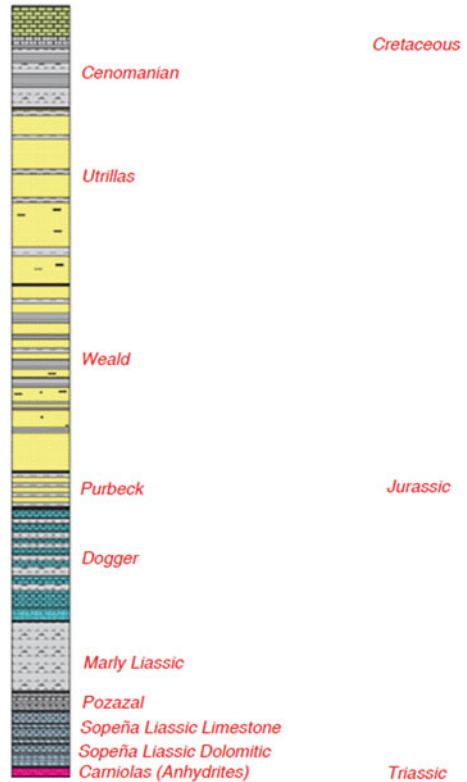 Cretaceous
Cenomanian
Utrillas
Weald
Purbeck
Jurassic
Dogger
Marly Liassic
Pozazal
Sopeña Liassic Limestone
Sopeña Liassic Dolomitic
Carniolas (Anhydrites)
Triassic